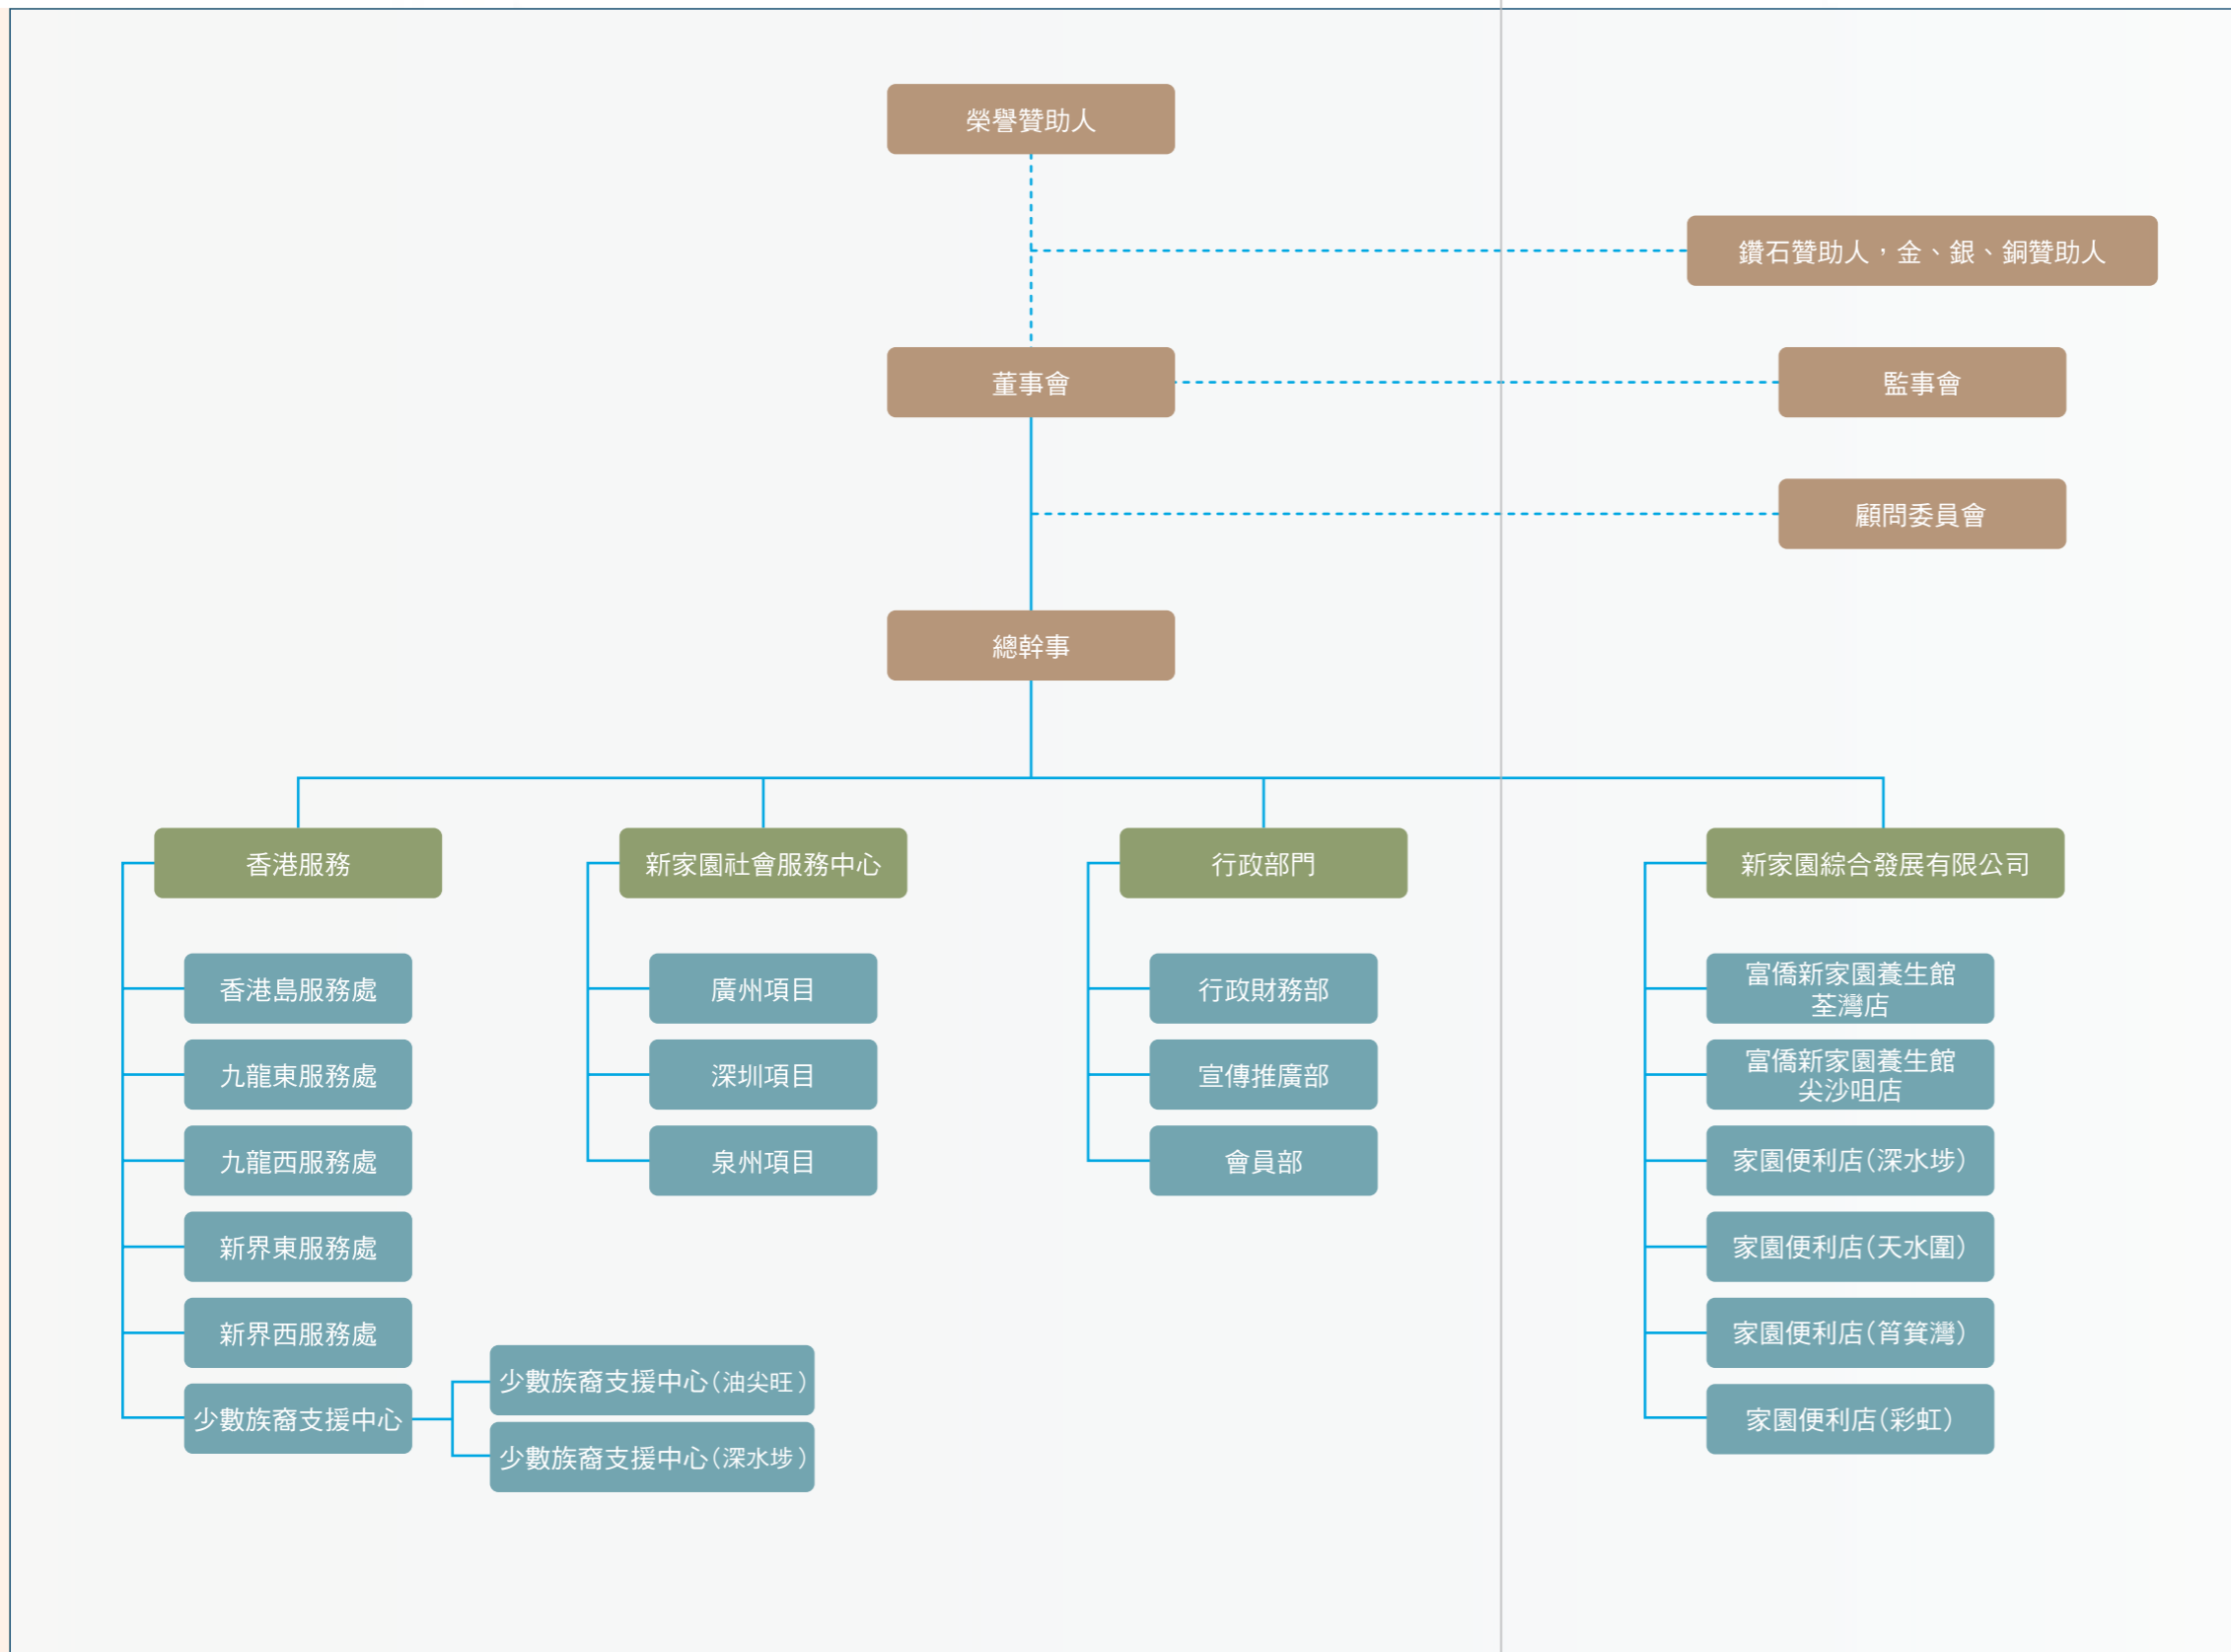 榮譽贊助人
鑽石贊助人，金、銀、銅贊助人
董事會
監事會
顧問委員會
總幹事
香港服務
香港島服務處
九龍東服務處
九龍西服務處
新界東服務處
新界西服務處
少數族裔支援中心
少數族裔支援中心（油尖旺）
少數族裔支援中心（深水埗）
新家園社會服務中心
廣州項目
深圳項目
泉州項目
行政部門
行政財務部
宣傳推廣部
會員部
新家園綜合發展有限公司
富僑新家園養生館
荃灣店
富僑新家園養生館
尖沙咀店
家園便利店（深水埗）
家園便利店（天水圍）
家園便利店（筲箕灣）
家園便利店（彩虹）